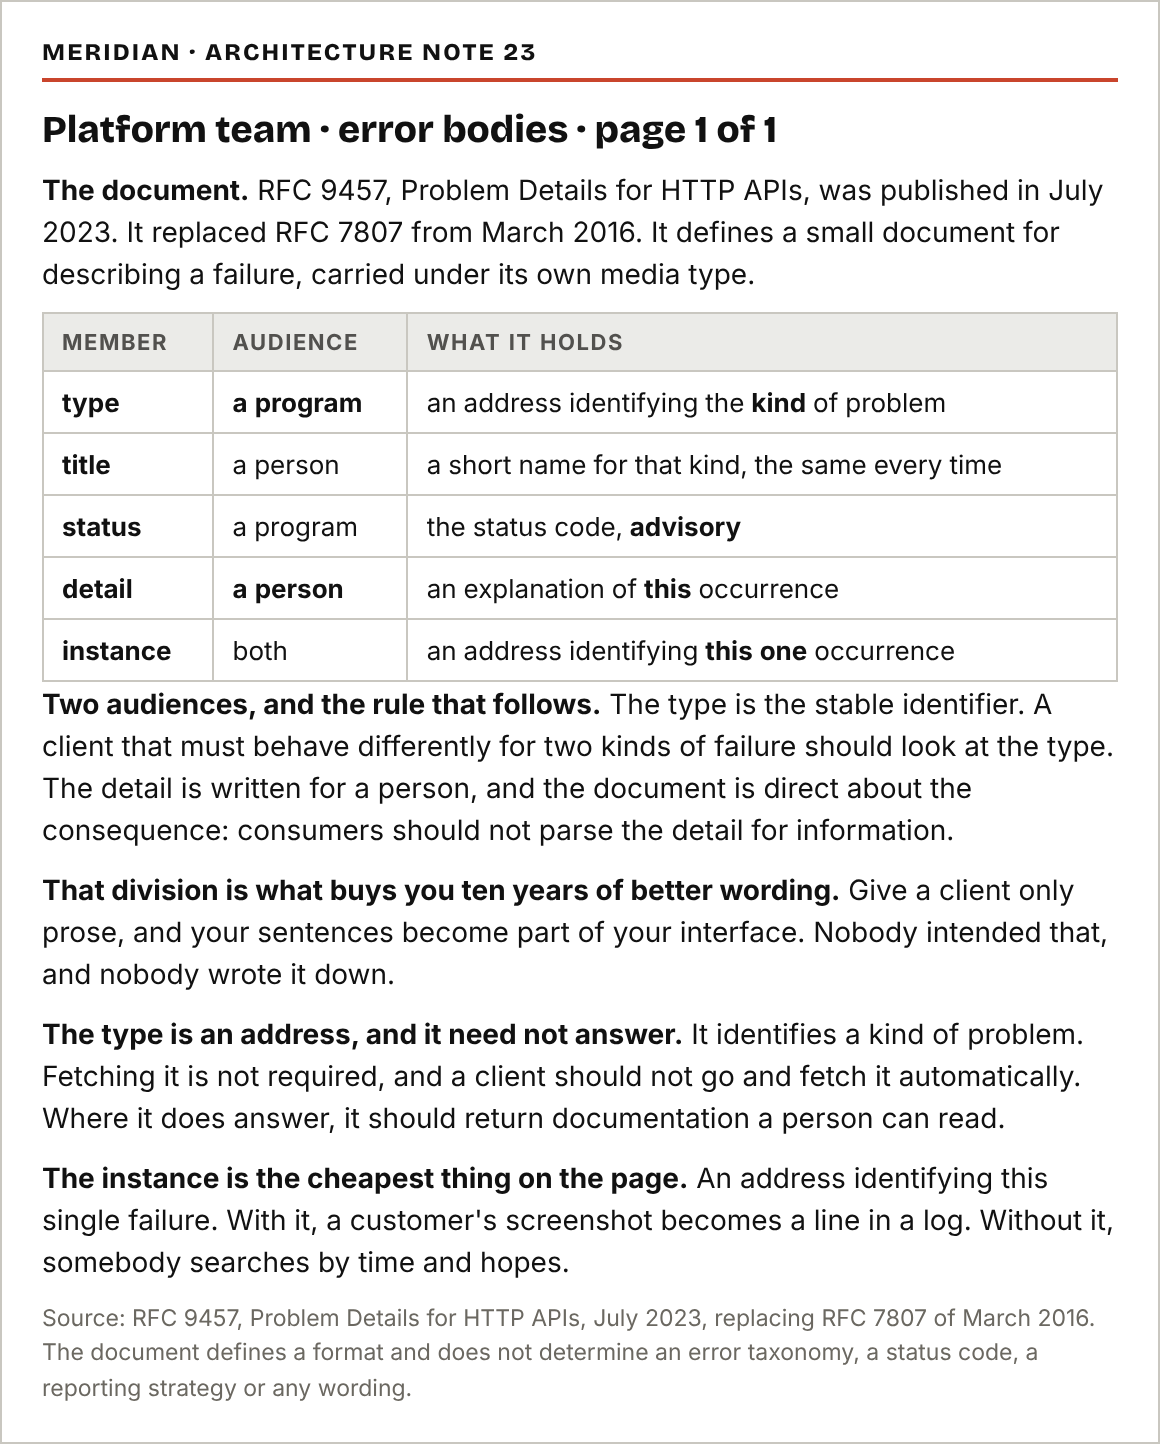 MERIDIAN · ARCHITECTURE NOTE 23
Platform team · error bodies · page 1 of 1
The document. RFC 9457, Problem Details for HTTP APIs, was published in July
2023. It replaced RFC 7807 from March 2016. It defines a small document for
describing a failure, carried under its own media type.
MEMBER AUDIENCE WHAT IT HOLDS
type a program an address identifying the kind of problem
title a person a short name for that kind, the same every time
status a program the status code, advisory
detail a person an explanation of this occurrence
instance both an address identifying this one occurrence
Two audiences, and the rule that follows. The type is the stable identifier. A
client that must behave differently for two kinds of failure should look at the type.
The detail is written for a person, and the document is direct about the
consequence: consumers should not parse the detail for information.
That division is what buys you ten years of better wording. Give a client only
prose, and your sentences become part of your interface. Nobody intended that,
and nobody wrote it down.
The type is an address, and it need not answer. It identifies a kind of problem.
Fetching it is not required, and a client should not go and fetch it automatically.
Where it does answer, it should return documentation a person can read.
The instance is the cheapest thing on the page. An address identifying this
single failure. With it, a customer's screenshot becomes a line in a log. Without it,
somebody searches by time and hopes.
Source: RFC 9457, Problem Details for HTTP APIs, July 2023, replacing RFC 7807 of March 2016.
The document defines a format and does not determine an error taxonomy, a status code, a
reporting strategy or any wording.